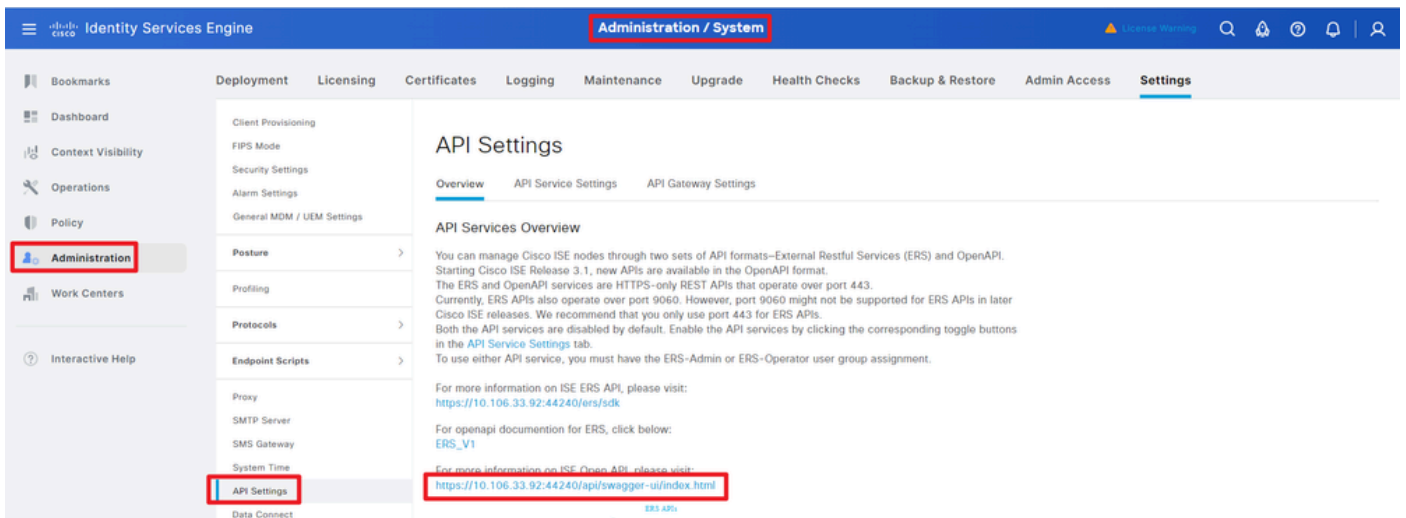 cisco Identity Services Engine
Administration / System
License Warning
Bookmarks
Dashboard
Context Visibility
Operations
Policy
Administration
Work Centers
Interactive Help
Deployment Licensing Certificates Logging Maintenance Upgrade Health Checks Backup & Restore Admin Access Settings
Client Provisioning
FIPS Mode
Security Settings
Alarm Settings
General MDM / UEM Settings
Posture
Profiling
Protocols
Endpoint Scripts
Proxy
SMTP Server
SMS Gateway
System Time
API Settings
Data Connect
API Settings
Overview API Service Settings API Gateway Settings
API Services Overview
You can manage Cisco ISE nodes through two sets of API formats–External Restful Services (ERS) and OpenAPI.
Starting Cisco ISE Release 3.1, new APIs are available in the OpenAPI format.
The ERS and OpenAPI services are HTTPS-only REST APIs that operate over port 443.
Currently, ERS APIs also operate over port 9060. However, port 9060 might not be supported for ERS APIs in later
Cisco ISE releases. We recommend that you only use port 443 for ERS APIs.
Both the API services are disabled by default. Enable the API services by clicking the corresponding toggle buttons
in the API Service Settings tab.
To use either API service, you must have the ERS-Admin or ERS-Operator user group assignment.
For more information on ISE ERS API, please visit:
https://10.106.33.92:44240/ers/sdk
For openapi documention for ERS, click below:
ERS_V1
For more information on ISE Open API, please visit:
https://10.106.33.92:44240/api/swagger-ui/index.html
ERS APIs